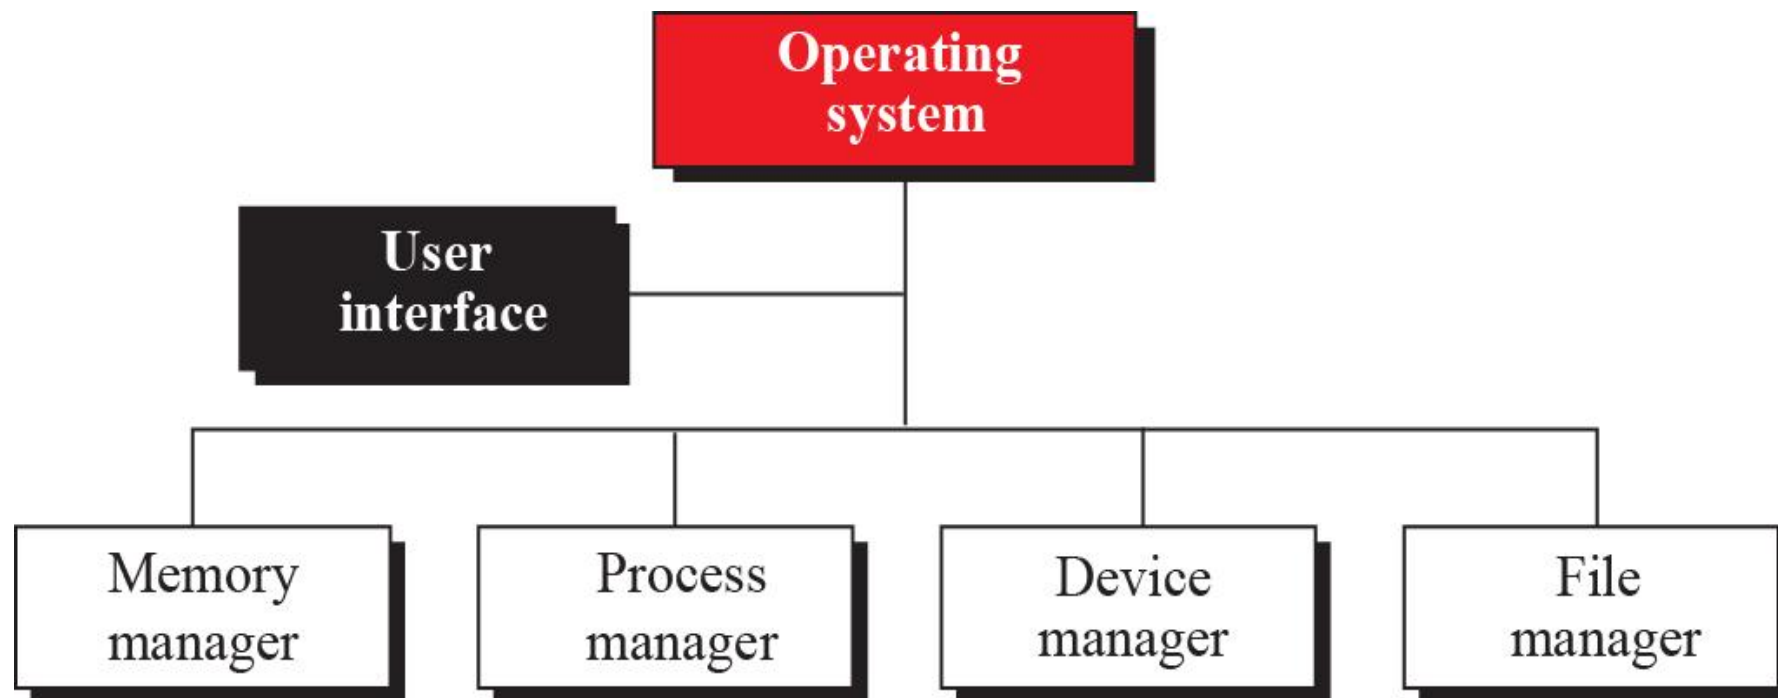 Operating
system
User
interface
Memory
manager
Process
manager
Device
manager
File
manager